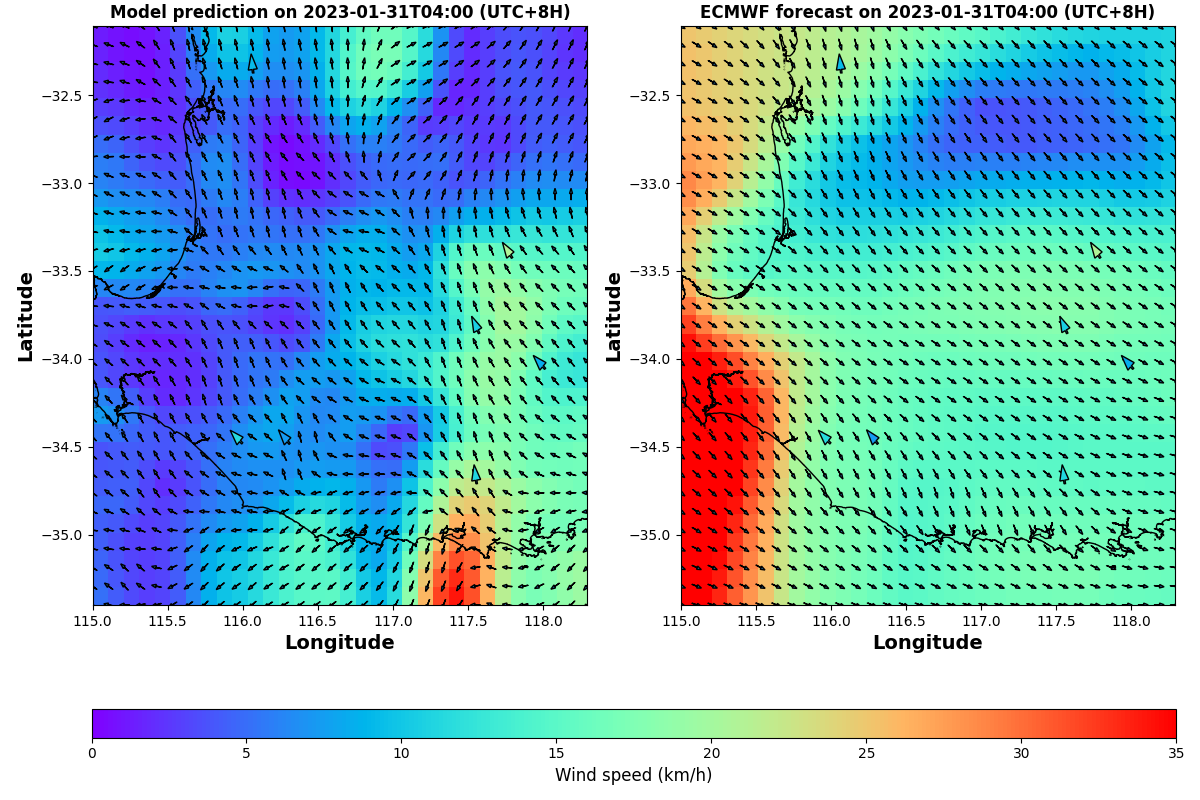 Model prediction on 2023-01-31T04:00 (UTC+8H)
ECMWF forecast on 2023-01-31T04:00 (UTC+8H)
Latitude
−32.5
−33.0
−33.5
−34.0
−34.5
−35.0
115.0 115.5 116.0 116.5 117.0 117.5 118.0
Longitude
Latitude
−32.5
−33.0
−33.5
−34.0
−34.5
−35.0
115.0 115.5 116.0 116.5 117.0 117.5 118.0
Longitude
0 5 10 15 20 25 30 35
Wind speed (km/h)